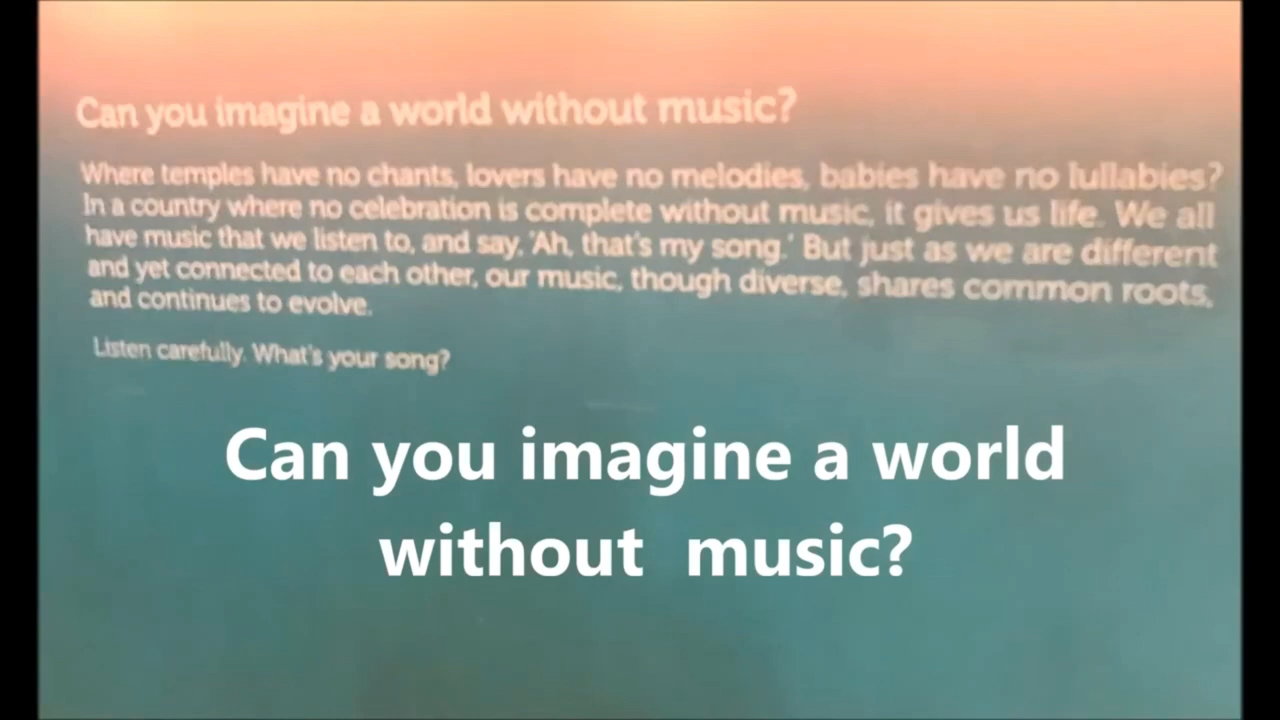 Can you imagine a world without music?
Where temples have no chants, lovers have no melodies, babies have no lullabies?
In a country where no celebration is complete without music, it gives us life. We all
have music that we listen to, and say, 'Ah, that's my song.' But just as we are different
and yet connected to each other, our music, though diverse, shares common roots,
and continues to evolve.
Listen carefully. What's your song?
Can you imagine a world
without music?